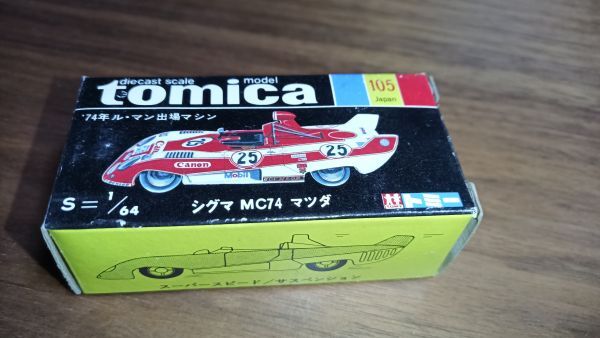 diecast scale model
tomica
105
Japan
'74年ル・マン出場マシン
25
25
Canon
Mobil
S=1/64
シグマ MC74 マツダ
トミー
スーパースピード/サスペンション